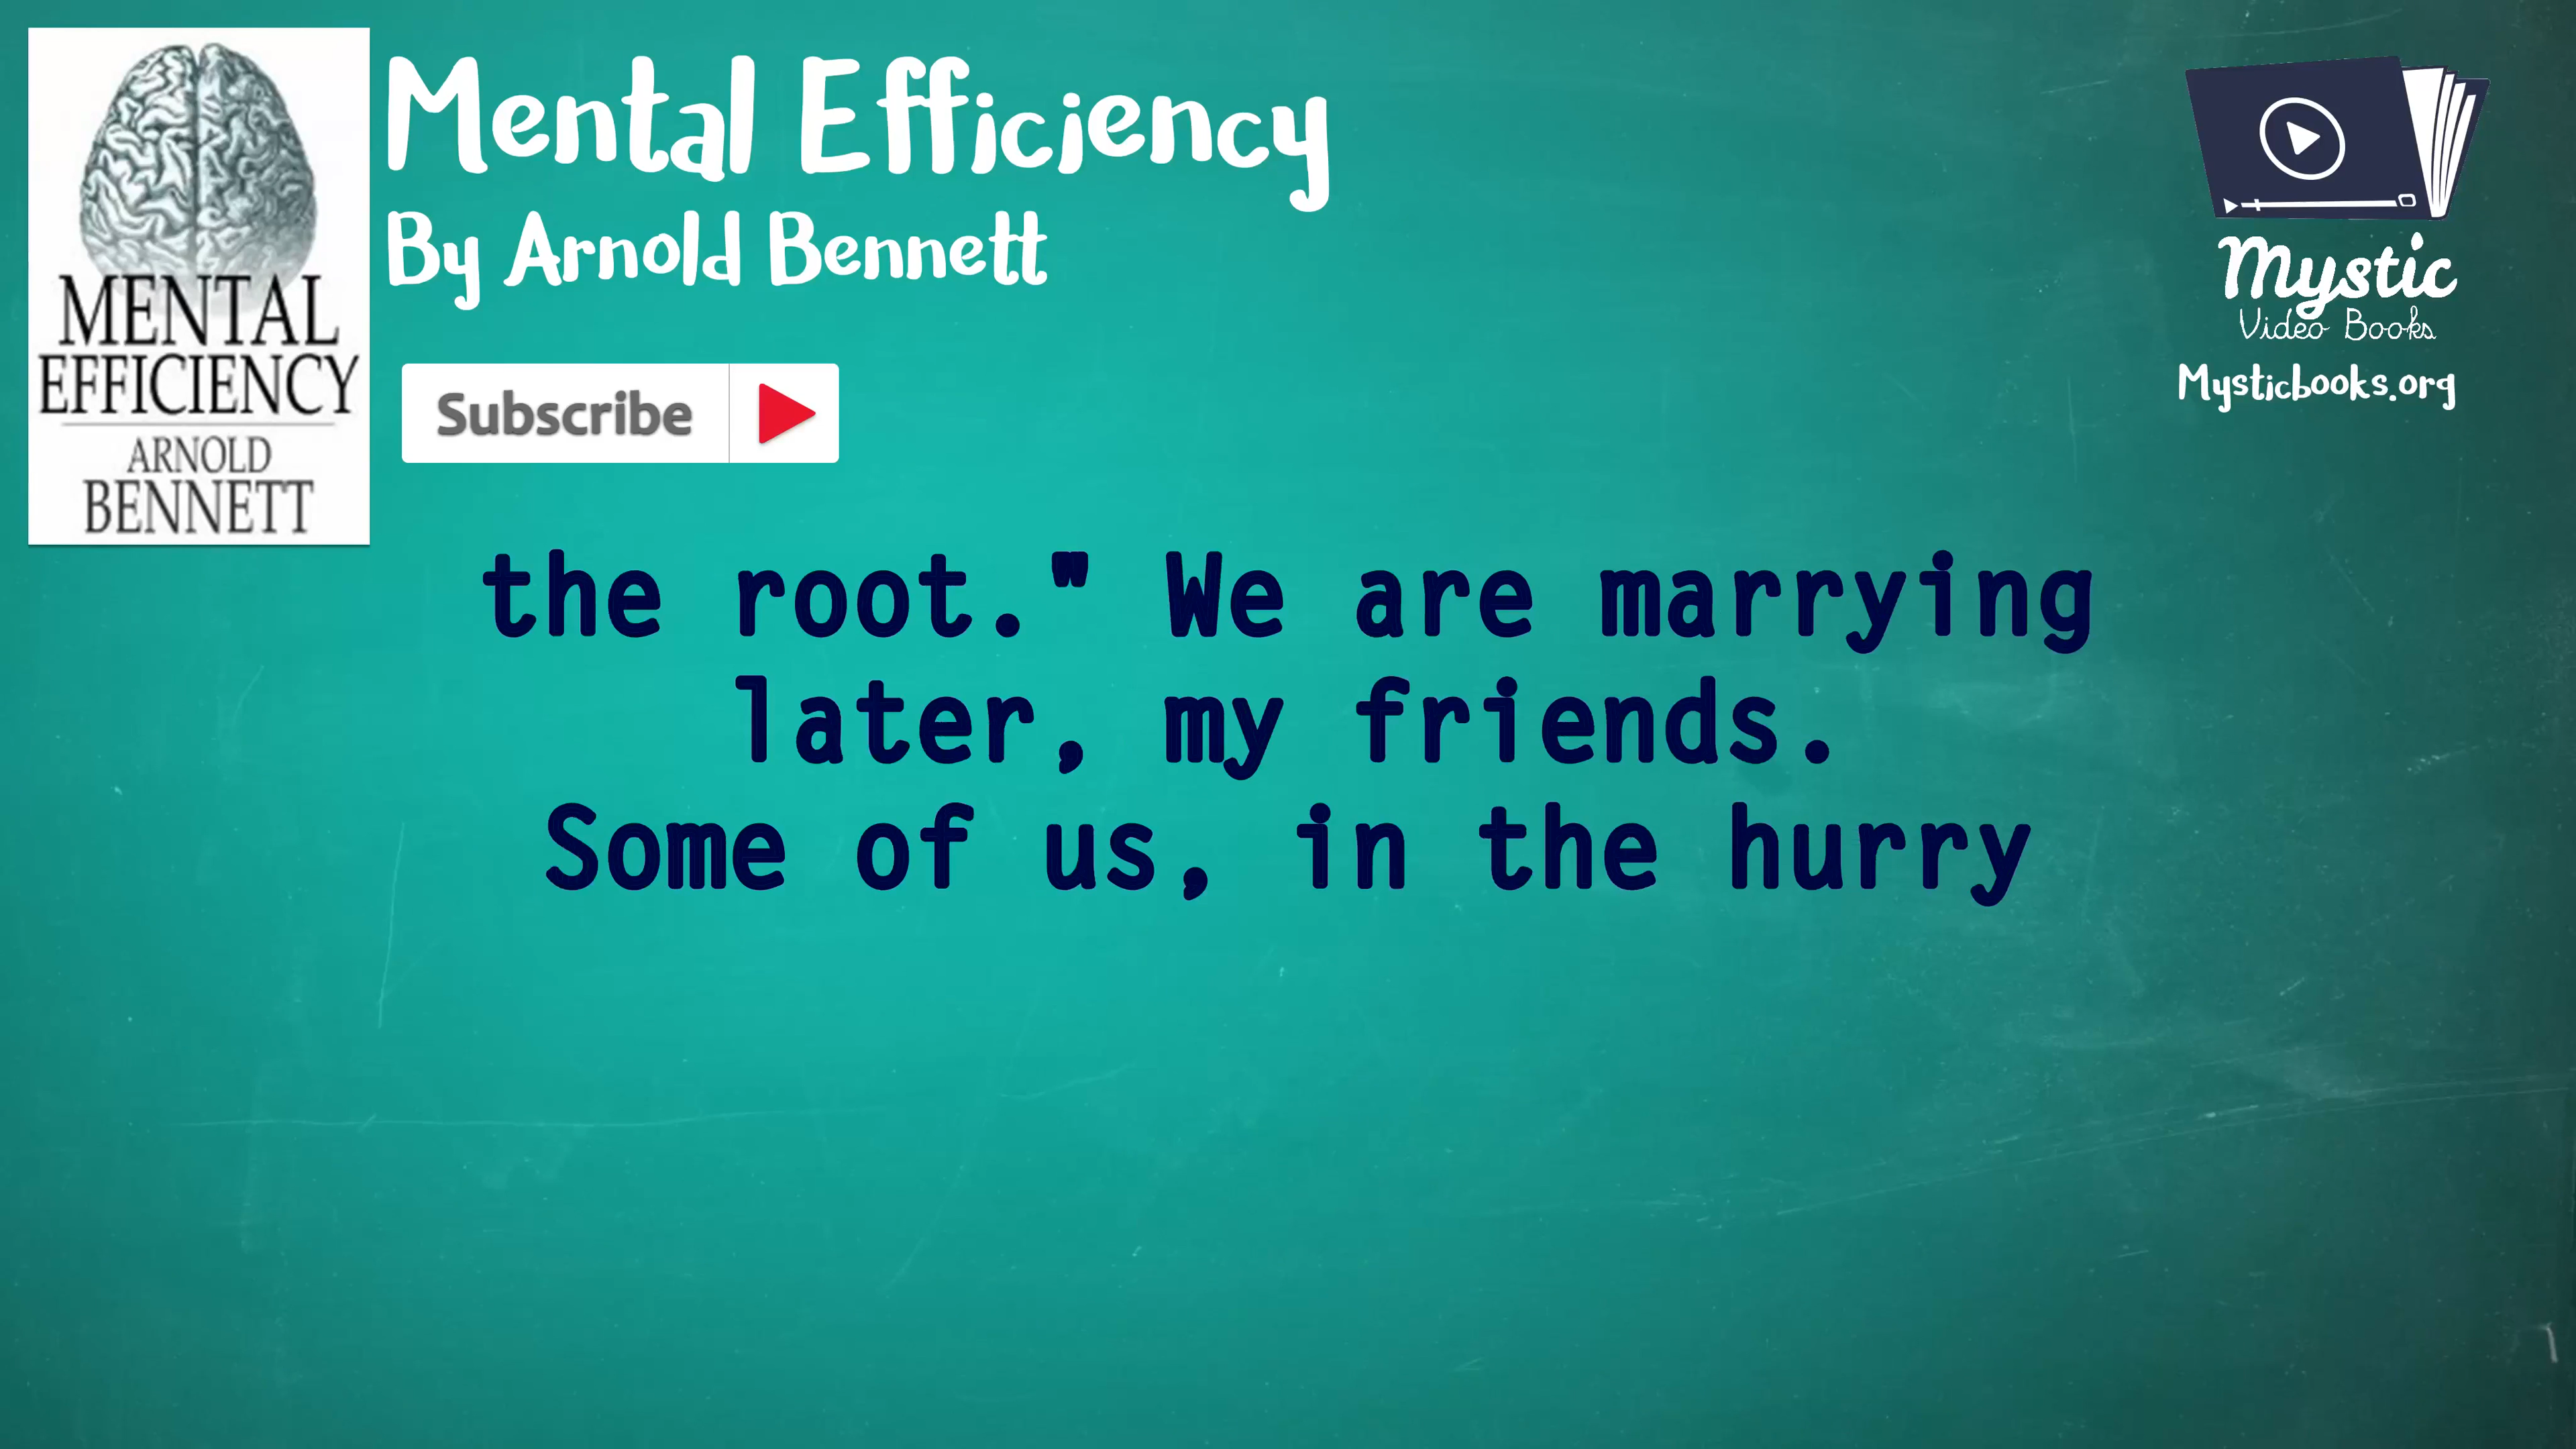 MENTAL
EFFICIENCY
ARNOLD
BENNETT
Mental Efficiency
By Arnold Bennett
Subscribe
Mystic
Video Books
Mysticbooks.org
the root." We are marrying
later, my friends.
Some of us, in the hurry